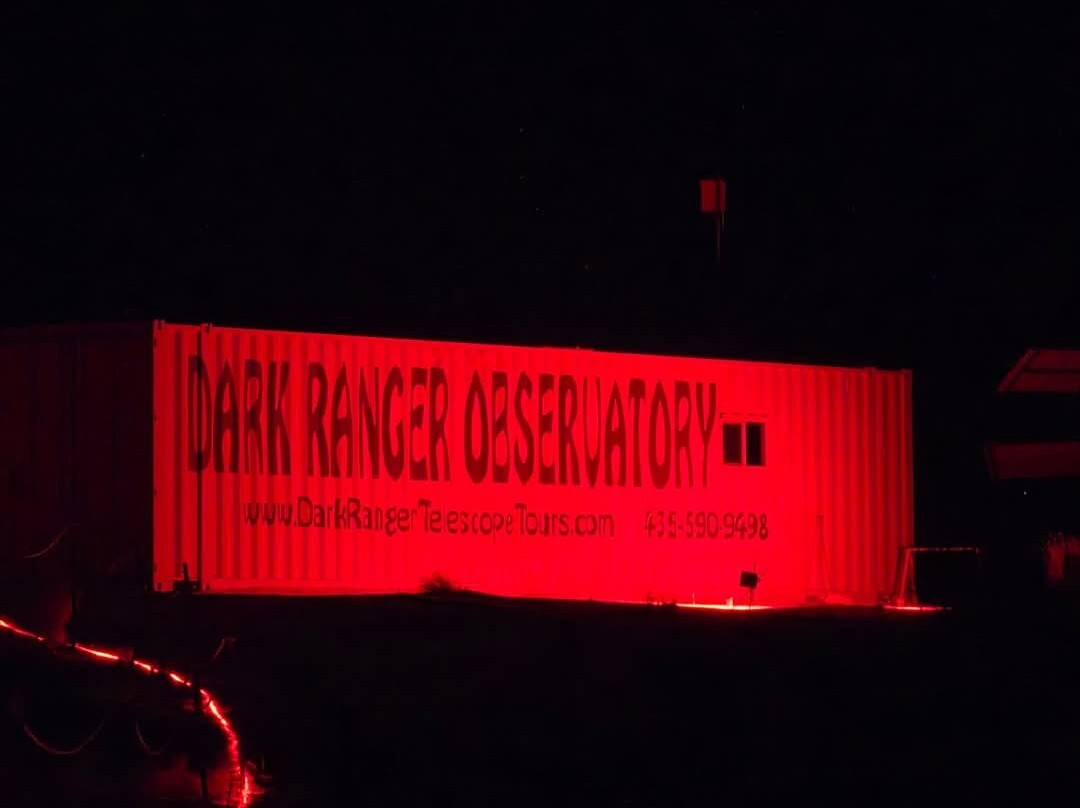 DARK RANGER OBSERVATORY
www.DarkRangerTelescopeTours.com 435-590-9498